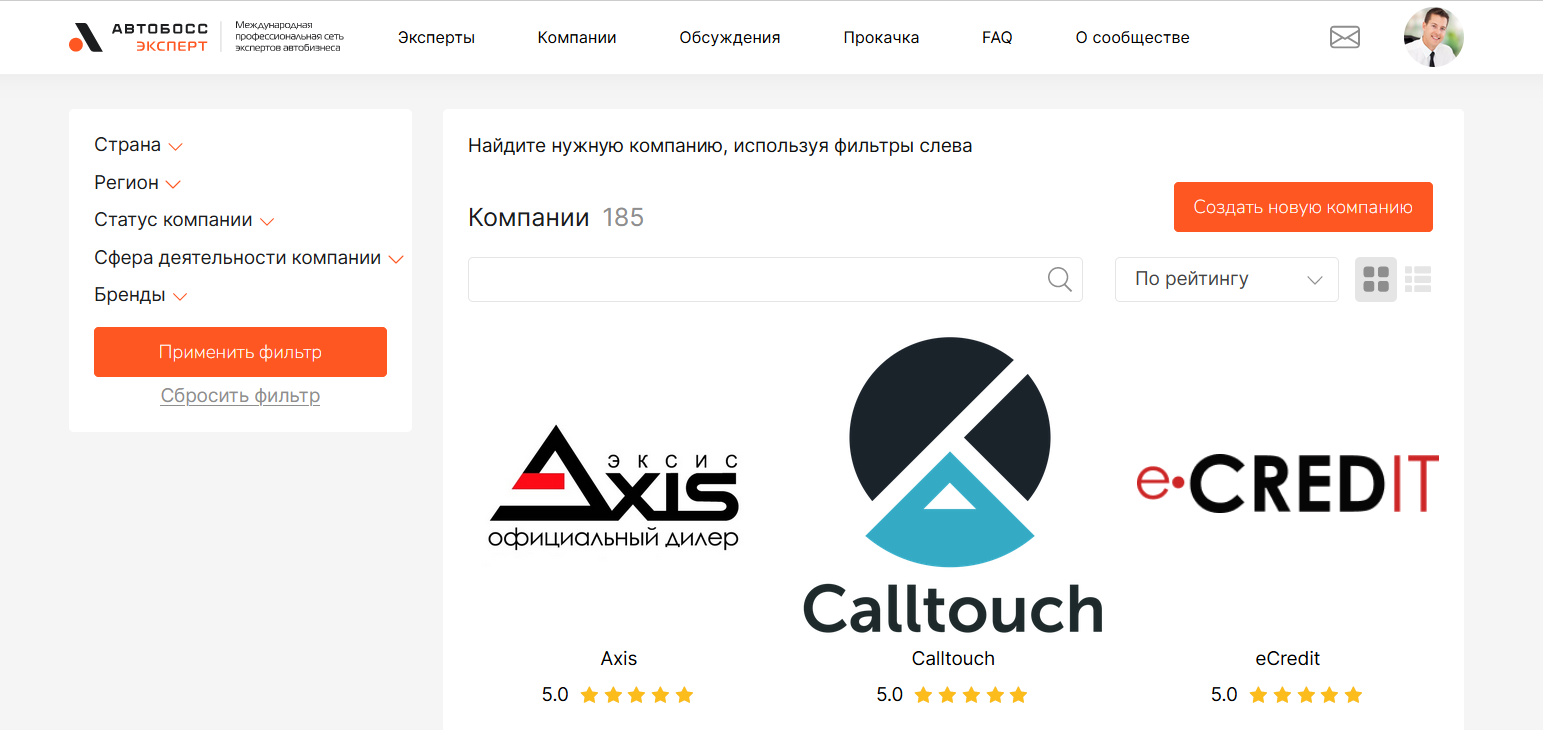 АВТОБОСС
ЭКСПЕРТ
Международная
профессиональная сеть
экспертов автобизнеса
Эксперты
Компании
Обсуждения
Прокачка
FAQ
О сообществе
Страна
Регион
Статус компании
Сфера деятельности компании
Бренды
Применить фильтр
Сбросить фильтр
Найдите нужную компанию, используя фильтры слева
Компании 185
Создать новую компанию
По рейтингу
эксис
Axis
официальный дилер
Calltouch
e•CREDIT
Axis
5.0
Calltouch
5.0
eCredit
5.0